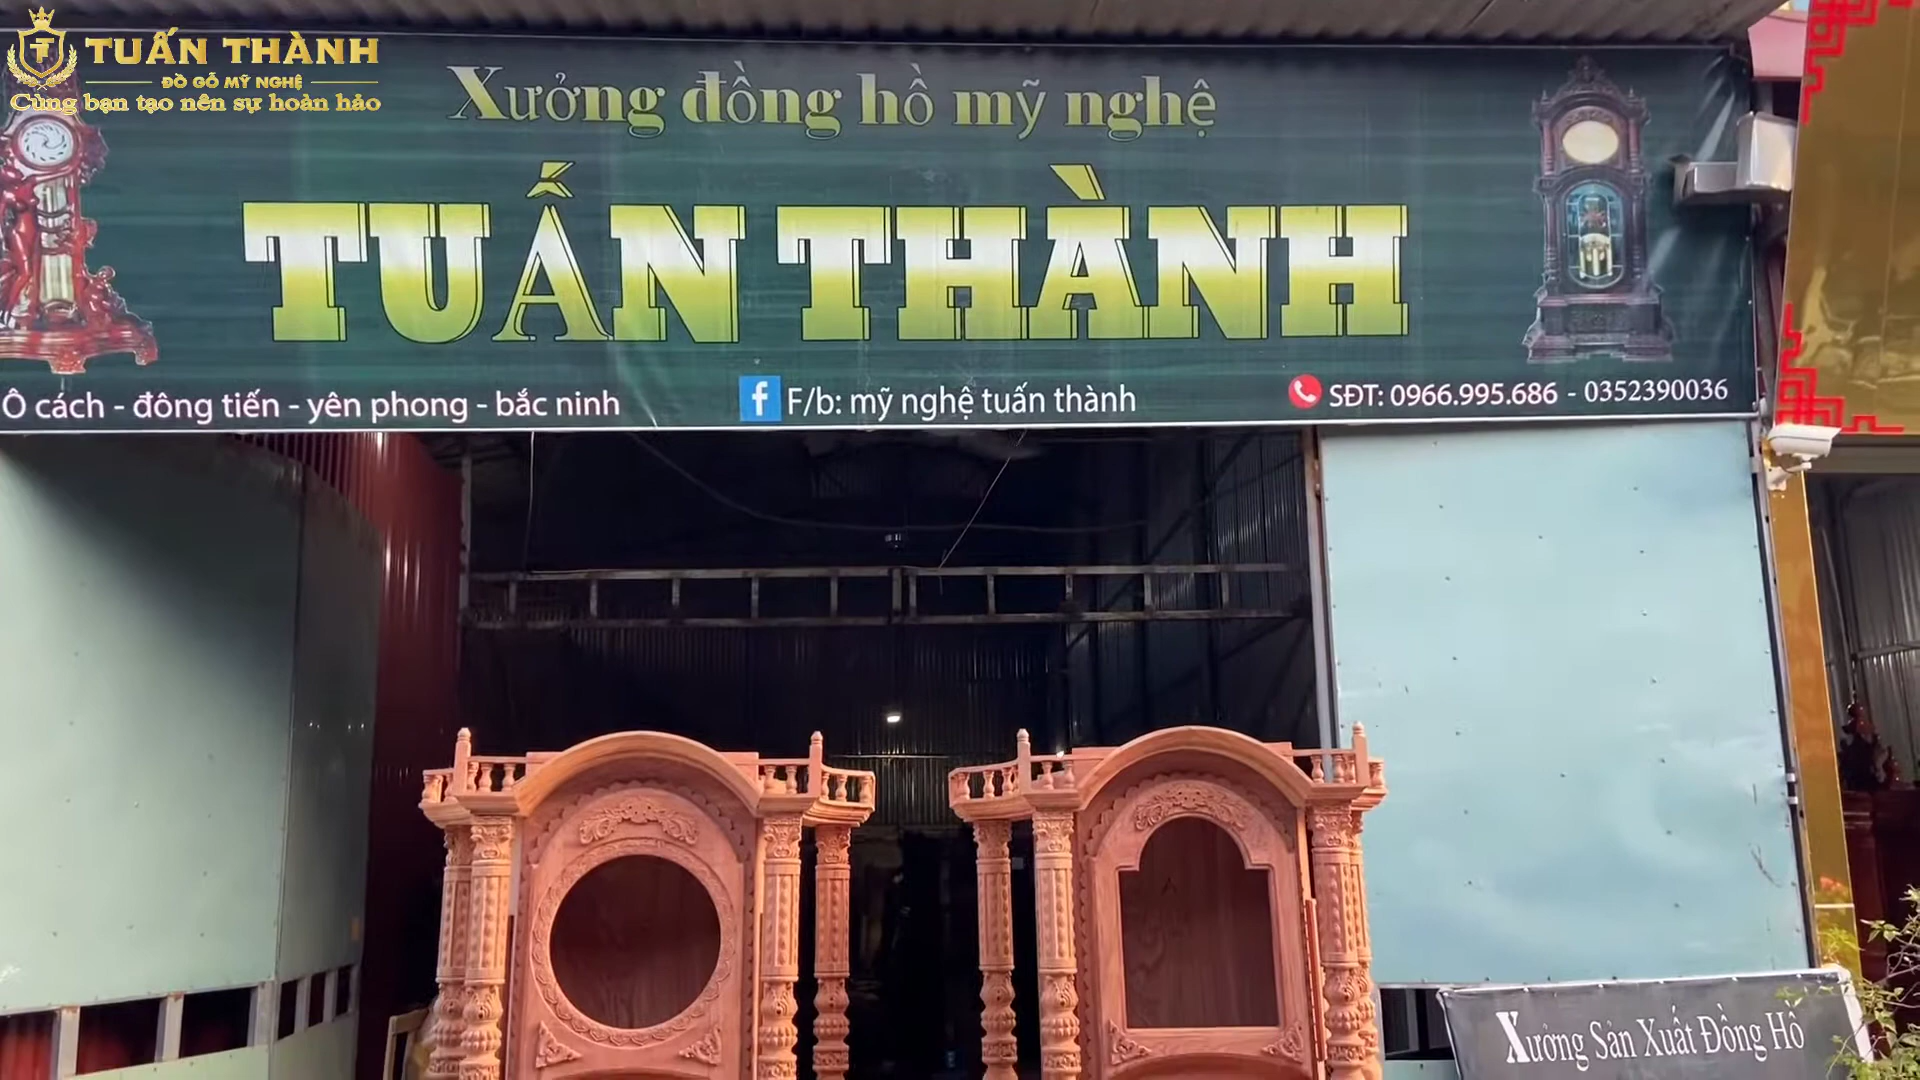 TUẤN THÀNH
ĐỒ GỖ MỸ NGHỆ
Cùng bạn tạo nên sự hoàn hảo
Xưởng đồng hồ mỹ nghệ
TUẤN THÀNH
Ô cách - đông tiến - yên phong - bắc ninh
F/b: mỹ nghệ tuấn thành
SĐT: 0966.995.686 - 0352390036
Xưởng Sản Xuất Đồng Hồ